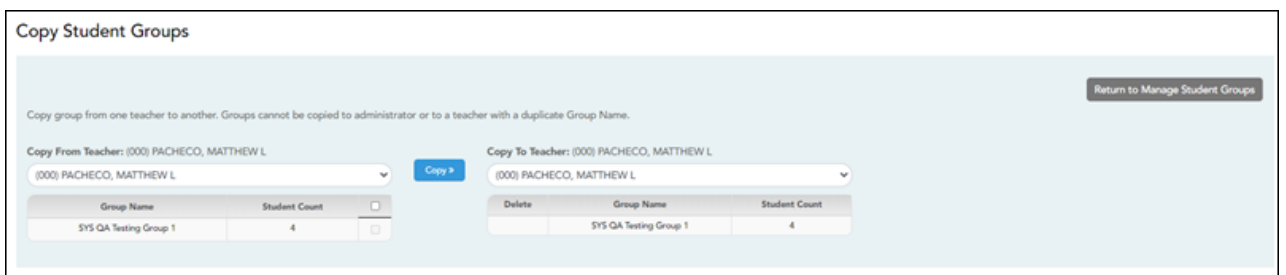 Copy Student Groups
Return to Manage Student Groups
Copy group from one teacher to another. Groups cannot be copied to administrator or to a teacher with a duplicate Group Name.
Copy From Teacher: (000) PACHECO, MATTHEW L
(000) PACHECO, MATTHEW L
Group Name Student Count
SYS QA Testing Group 1 4
Copy »
Copy To Teacher: (000) PACHECO, MATTHEW L
(000) PACHECO, MATTHEW L
Delete Group Name Student Count
SYS QA Testing Group 1 4